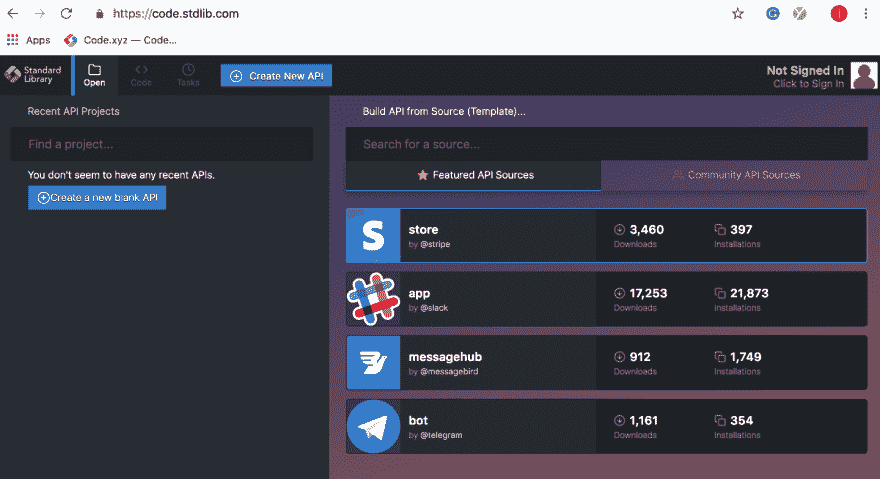 https://code.stdlib.com
Apps
Code.xyz — Code...
Standard
Library
Open
Code
Tasks
Create New API
Not Signed In
Click to Sign In
Recent API Projects
Find a project...
You don't seem to have any recent APIs.
Create a new blank API
Build API from Source (Template)...
Search for a source...
Featured API Sources
Community API Sources
store
by @stripe
3,460
Downloads
397
Installations
app
by @slack
17,253
Downloads
21,873
Installations
messagehub
by @messagebird
912
Downloads
1,749
Installations
bot
by @telegram
1,161
Downloads
354
Installations